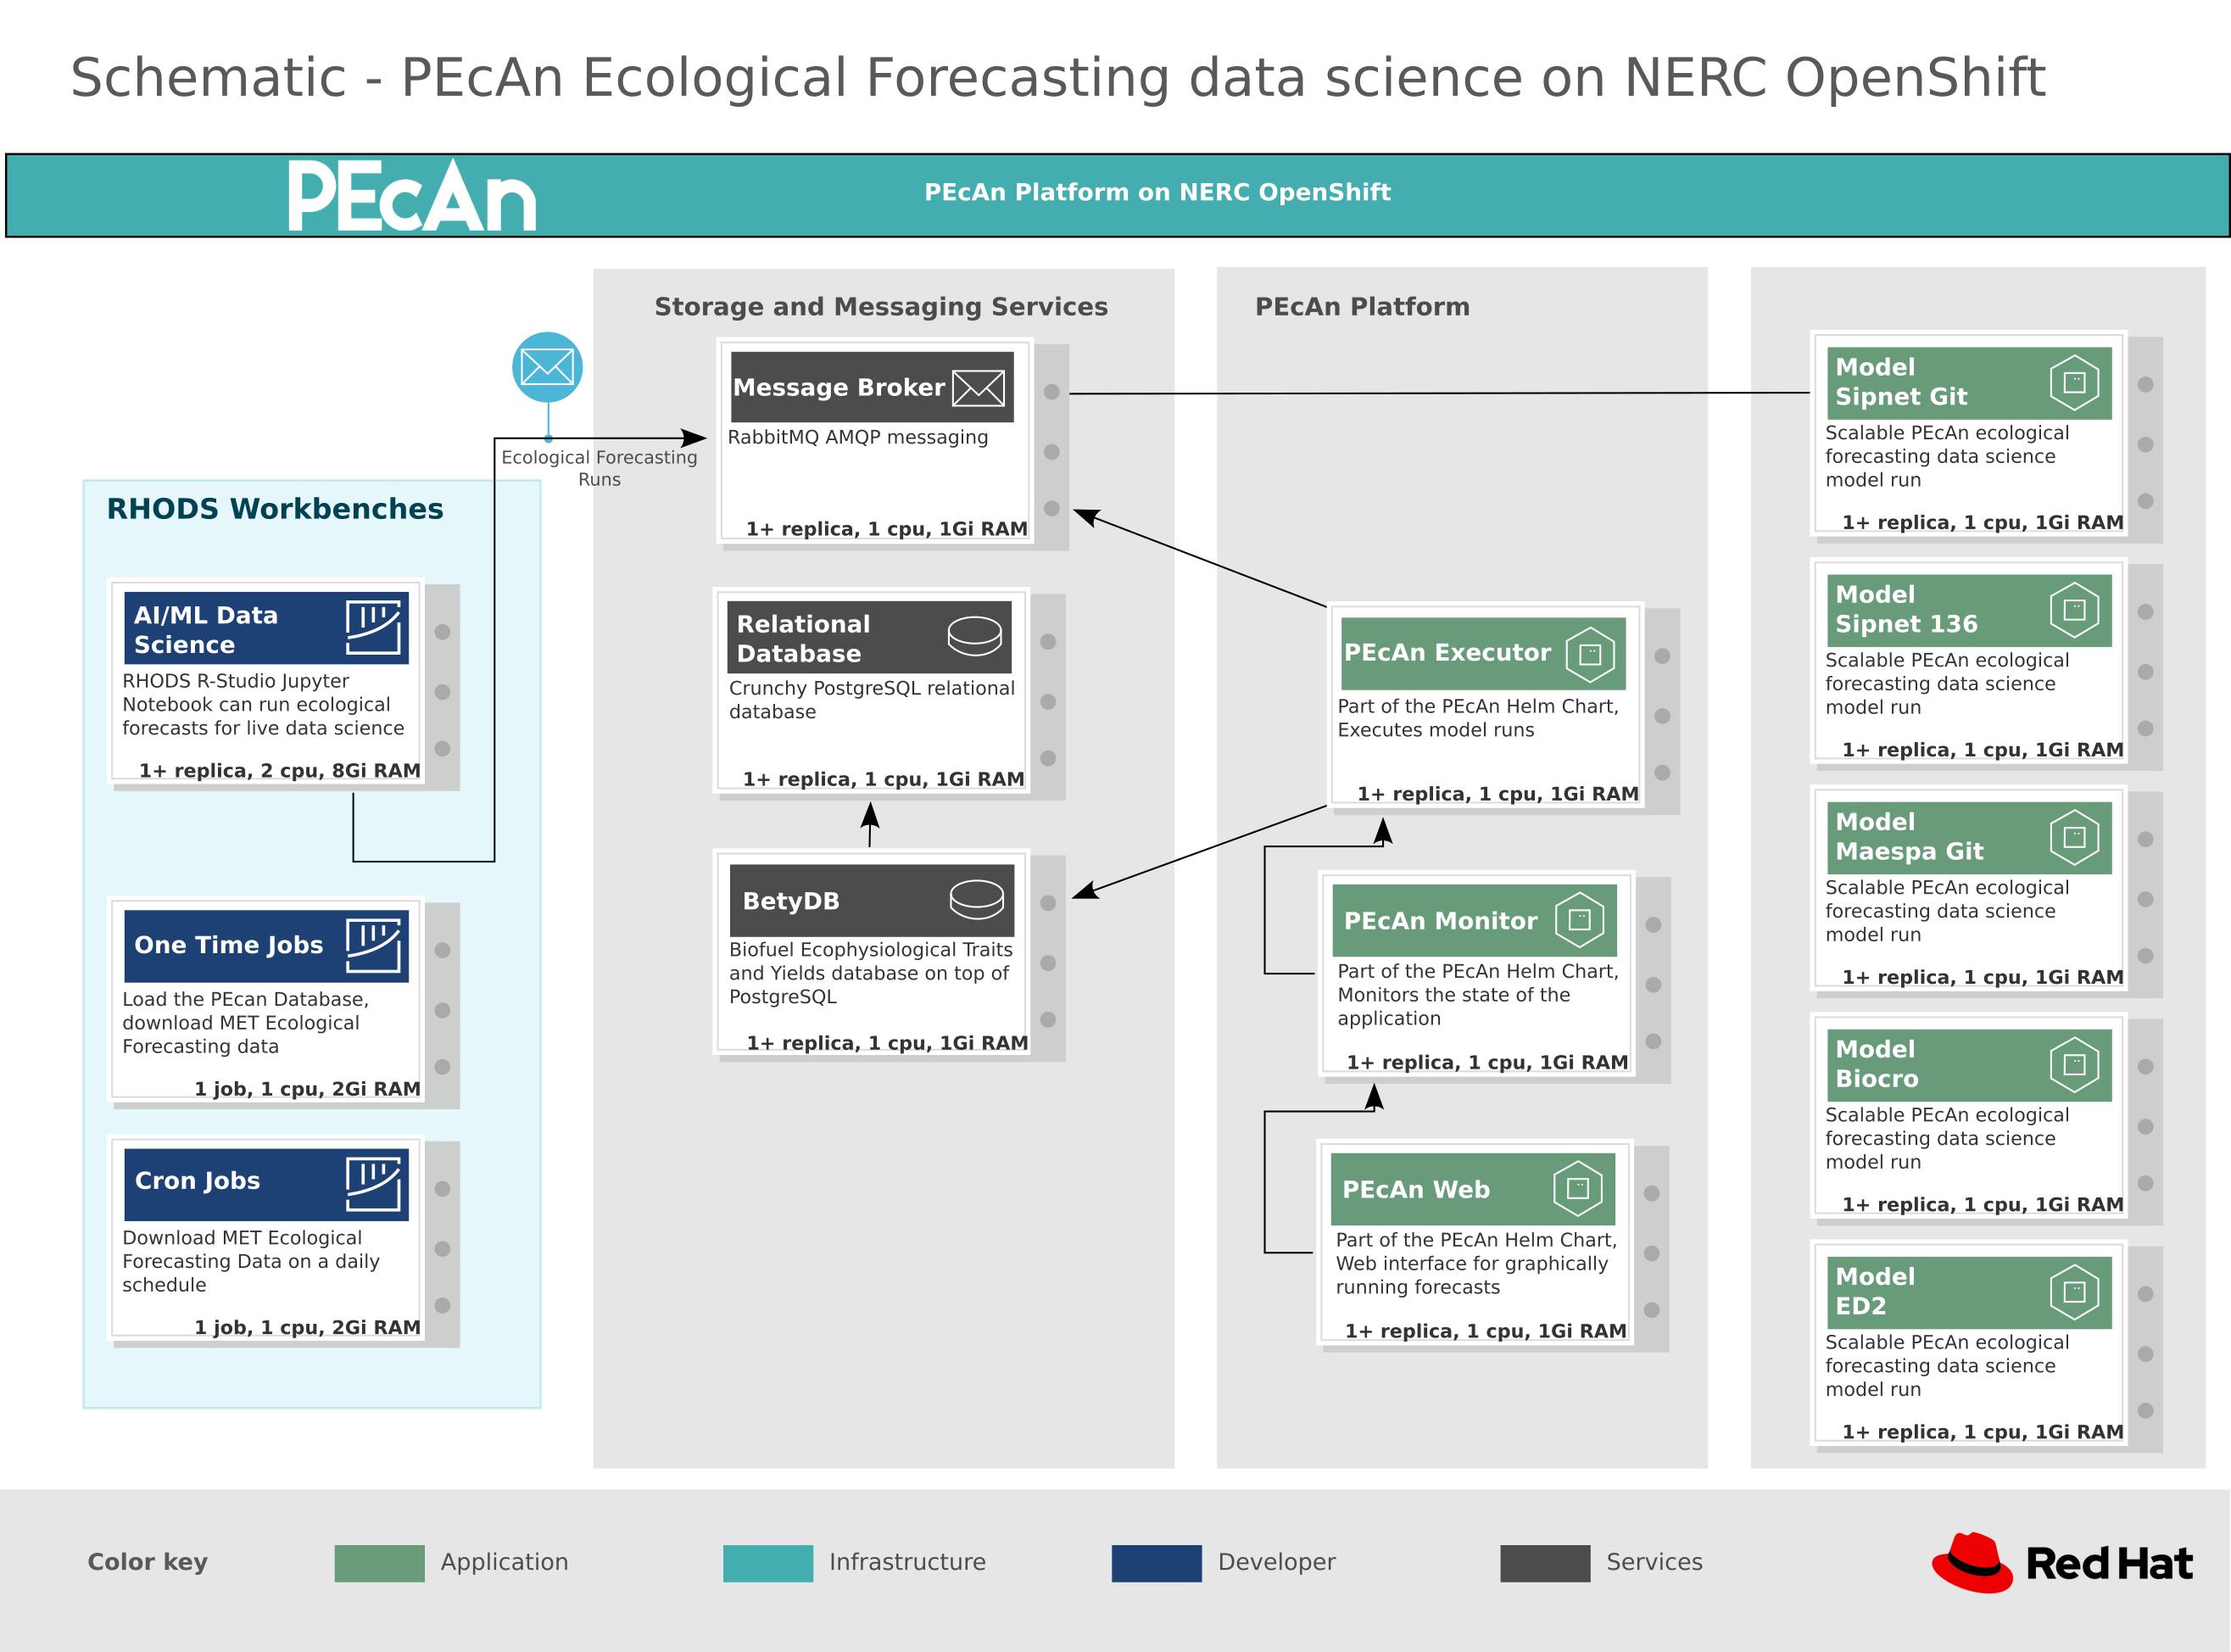 Schematic - PEcAn Ecological Forecasting data science on NERC OpenShift
PEcAn
PEcAn Platform on NERC OpenShift
Ecological Forecasting
Runs
RHODS Workbenches
AI/ML Data
Science
RHODS R-Studio Jupyter
Notebook can run ecological
forecasts for live data science
1+ replica, 2 cpu, 8Gi RAM
One Time Jobs
Load the PEcan Database,
download MET Ecological
Forecasting data
1 job, 1 cpu, 2Gi RAM
Cron Jobs
Download MET Ecological
Forecasting Data on a daily
schedule
1 job, 1 cpu, 2Gi RAM
Storage and Messaging Services
Message Broker
RabbitMQ AMQP messaging
1+ replica, 1 cpu, 1Gi RAM
Relational
Database
Crunchy PostgreSQL relational
database
1+ replica, 1 cpu, 1Gi RAM
BetyDB
Biofuel Ecophysiological Traits
and Yields database on top of
PostgreSQL
1+ replica, 1 cpu, 1Gi RAM
PEcAn Platform
PEcAn Executor
Part of the PEcAn Helm Chart,
Executes model runs
1+ replica, 1 cpu, 1Gi RAM
PEcAn Monitor
Part of the PEcAn Helm Chart,
Monitors the state of the
application
1+ replica, 1 cpu, 1Gi RAM
PEcAn Web
Part of the PEcAn Helm Chart,
Web interface for graphically
running forecasts
1+ replica, 1 cpu, 1Gi RAM
Model
Sipnet Git
Scalable PEcAn ecological
forecasting data science
model run
1+ replica, 1 cpu, 1Gi RAM
Model
Sipnet 136
Scalable PEcAn ecological
forecasting data science
model run
1+ replica, 1 cpu, 1Gi RAM
Model
Maespa Git
Scalable PEcAn ecological
forecasting data science
model run
1+ replica, 1 cpu, 1Gi RAM
Model
Biocro
Scalable PEcAn ecological
forecasting data science
model run
1+ replica, 1 cpu, 1Gi RAM
Model
ED2
Scalable PEcAn ecological
forecasting data science
model run
1+ replica, 1 cpu, 1Gi RAM
Color key
Application
Infrastructure
Developer
Services
Red Hat